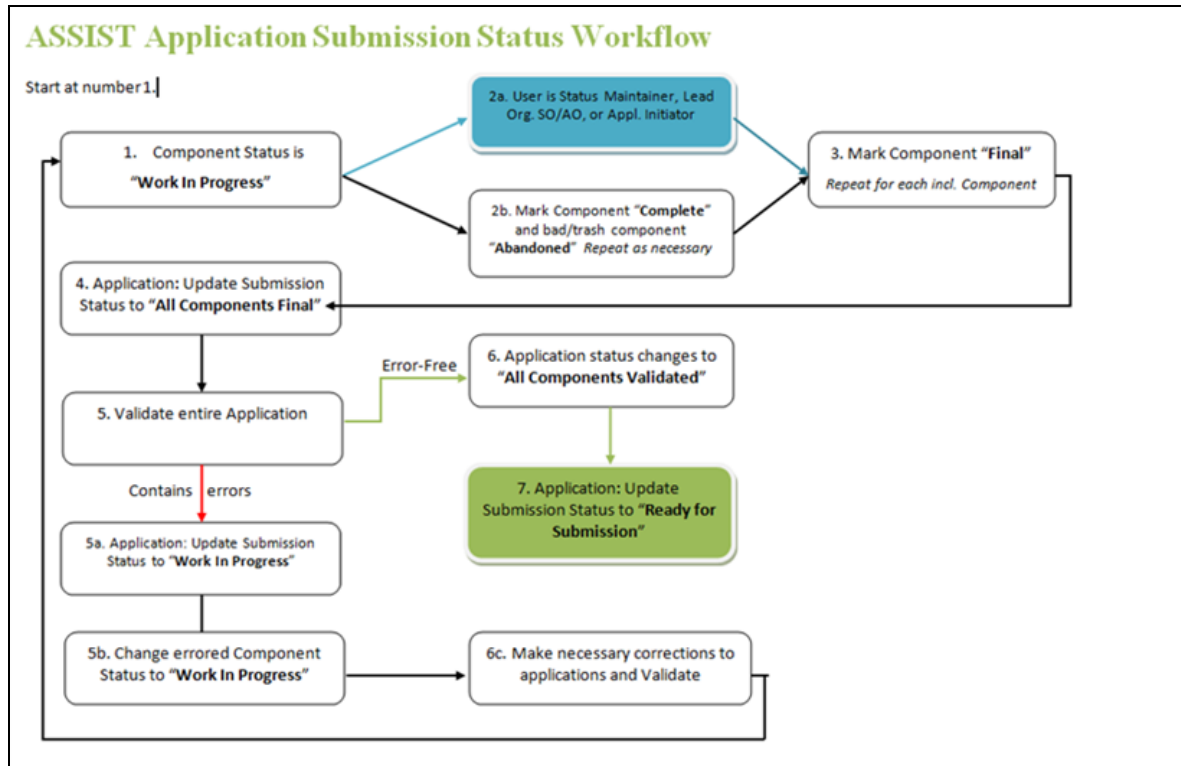 ASSIST Application Submission Status Workflow
Start at number1.
2a. User is Status Maintainer, Lead
Org. SO/AO, or Appl. Initiator
1. Component Status is
"Work In Progress"
3. Mark Component "Final"
Repeat for each incl. Component
2b. Mark Component "Complete"
and bad/trash component
"Abandoned" Repeat as necessary
4. Application: Update Submission
Status to "All Components Final"
Error-Free
6. Application status changes to
"All Components Validated"
5. Validate entire Application
Contains errors
7. Application: Update
Submission Status to "Ready for
Submission"
5a. Application: Update Submission
Status to "Work In Progress"
5b. Change errored Component
Status to "Work In Progress"
6c. Make necessary corrections to
applications and Validate